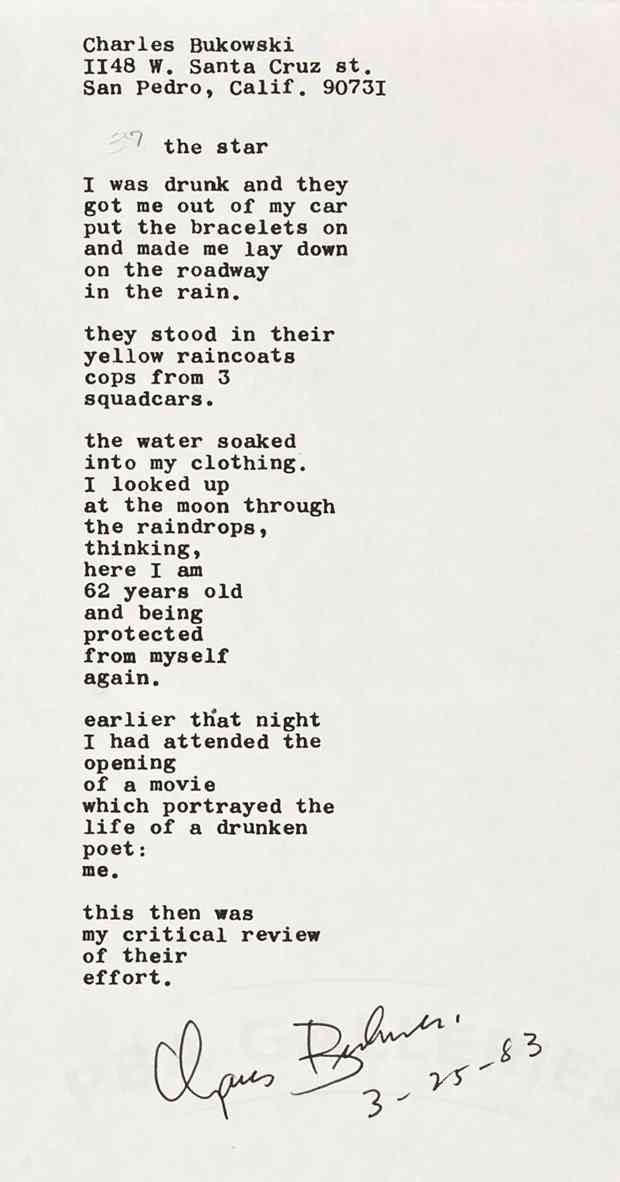 Charles Bukowski
II48 W. Santa Cruz st.
San Pedro, Calif. 9073I
37 the star
I was drunk and they
got me out of my car
put the bracelets on
and made me lay down
on the roadway
in the rain.
they stood in their
yellow raincoats
cops from 3
squadcars.
the water soaked
into my clothing.
I looked up
at the moon through
the raindrops,
thinking,
here I am
62 years old
and being
protected
from myself
again.
earlier that night
I had attended the
opening
of a movie
which portrayed the
life of a drunken
poet:
me.
this then was
my critical review
of their
effort.
Charles Bukowski
3-25-83